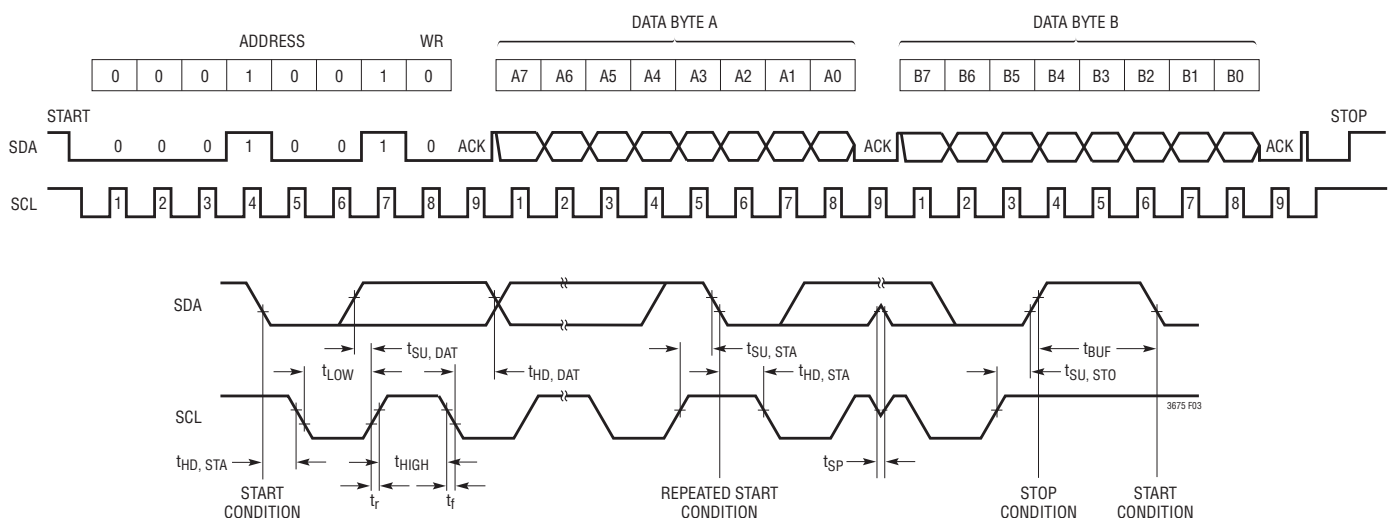 DATA BYTE A DATA BYTE B
ADDRESS WR
0 0 0 1 0 0 1 0 A7 A6 A5 A4 A3 A2 A1 A0 B7 B6 B5 B4 B3 B2 B1 B0
START STOP
SDA 0 0 0 1 0 0 1 0 ACK ACK ACK
SCL 1 2 3 4 5 6 7 8 9 1 2 3 4 5 6 7 8 9 1 2 3 4 5 6 7 8 9
SDA
tSU, DAT tSU, STA tBUF
tLOW tHD, DAT tHD, STA tSU, STO
SCL 3675 F03
tHD, STA tHIGH tSP
tr tf
START CONDITION REPEATED START CONDITION STOP CONDITION START CONDITION